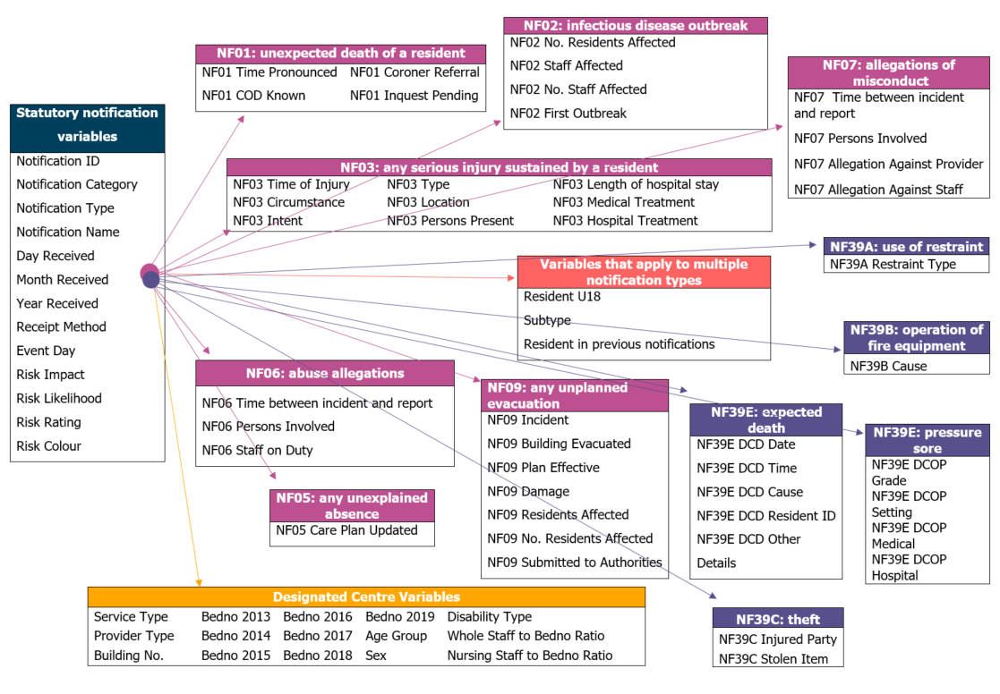 NF02: infectious disease outbreak
NF02 No. Residents Affected
NF02 Staff Affected
NF02 No. Staff Affected
NF02 First Outbreak
NF01: unexpected death of a resident
NF01 Time Pronounced NF01 Coroner Referral
NF01 COD Known NF01 Inquest Pending
NF07: allegations of
misconduct
NF07 Time between incident
and report
NF07 Persons Involved
NF07 Allegation Against Provider
NF07 Allegation Against Staff
Statutory notification
variables
Notification ID
Notification Category
Notification Type
Notification Name
Day Received
Month Received
Year Received
Receipt Method
Event Day
Risk Impact
Risk Likelihood
Risk Rating
Risk Colour
NF03: any serious injury sustained by a resident
NF03 Time of Injury NF03 Type NF03 Length of hospital stay
NF03 Circumstance NF03 Location NF03 Medical Treatment
NF03 Intent NF03 Persons Present NF03 Hospital Treatment
NF39A: use of restraint
NF39A Restraint Type
Variables that apply to multiple
notification types
Resident U18
Subtype
Resident in previous notifications
NF39B: operation of
fire equipment
NF39B Cause
NF06: abuse allegations
NF06 Time between incident and report
NF06 Persons Involved
NF06 Staff on Duty
NF09: any unplanned
evacuation
NF09 Incident
NF09 Building Evacuated
NF09 Plan Effective
NF09 Damage
NF09 Residents Affected
NF09 No. Residents Affected
NF09 Submitted to Authorities
NF39E: expected
death
NF39E DCD Date
NF39E DCD Time
NF39E DCD Cause
NF39E DCD Resident ID
NF39E DCD Other
Details
NF39E: pressure
sore
NF39E DCOP
Grade
NF39E DCOP
Setting
NF39E DCOP
Medical
NF39E DCOP
Hospital
NF05: any unexplained
absence
NF05 Care Plan Updated
Designated Centre Variables
Service Type Bedno 2013 Bedno 2016 Bedno 2019 Disability Type
Provider Type Bedno 2014 Bedno 2017 Age Group Whole Staff to Bedno Ratio
Building No. Bedno 2015 Bedno 2018 Sex Nursing Staff to Bedno Ratio
NF39C: theft
NF39C Injured Party
NF39C Stolen Item